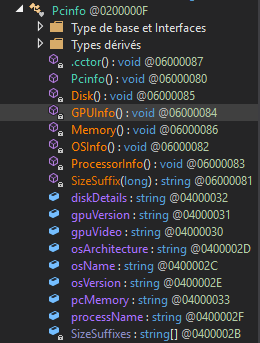 Pcinfo @0200000F
Type de base et Interfaces
Types dérivés
.cctor() : void @06000087
Pcinfo() : void @06000080
Disk() : void @06000085
GPUInfo() : void @06000084
Memory() : void @06000086
OSInfo() : void @06000082
ProcessorInfo() : void @06000083
SizeSuffix(long) : string @06000081
diskDetails : string @04000032
gpuVersion : string @04000031
gpuVideo : string @04000030
osArchitecture : string @0400002D
osName : string @0400002C
osVersion : string @0400002E
pcMemory : string @04000033
processName : string @0400002F
SizeSuffixes : string[] @0400002B